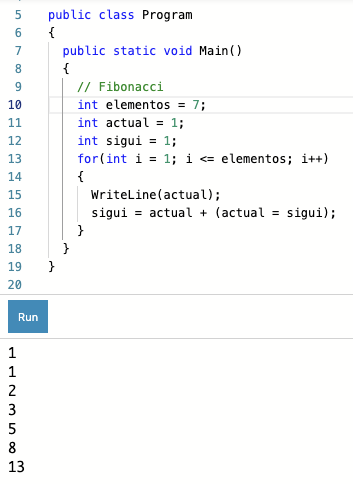 5 public class Program
6 {
7 public static void Main()
8 {
9 // Fibonacci
10 int elementos = 7;
11 int actual = 1;
12 int sigui = 1;
13 for(int i = 1; i <= elementos; i++)
14 {
15 WriteLine(actual);
16 sigui = actual + (actual = sigui);
17 }
18 }
19 }
20
Run
1
1
2
3
5
8
13